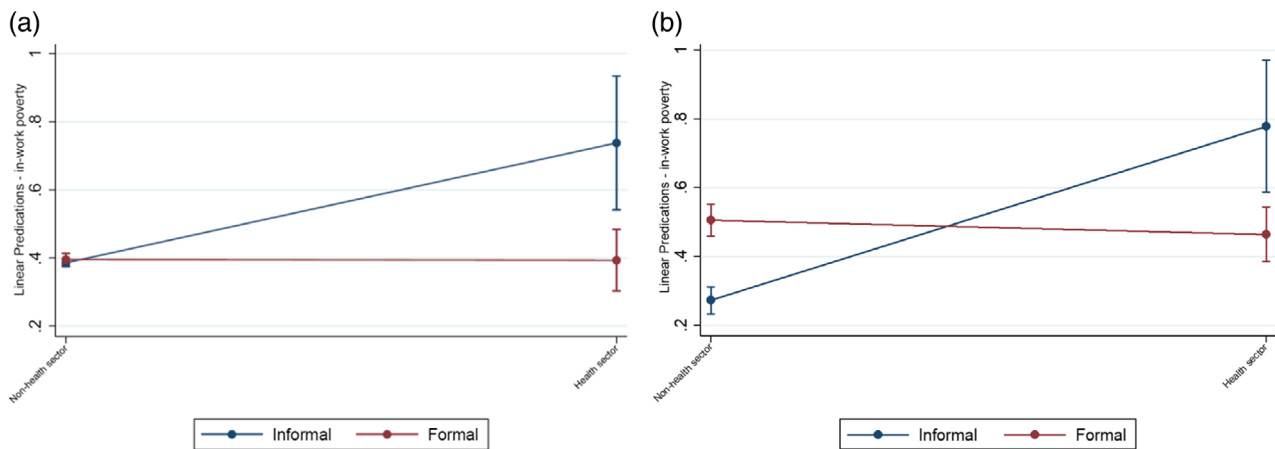 (a)
Linear Predications - in-work poverty
1
.8
.6
.4
.2
Non-health sector
Health sector
Informal
Formal
(b)
Linear Predications - in-work poverty
1
.8
.6
.4
.2
Non-health sector
Health sector
Informal
Formal